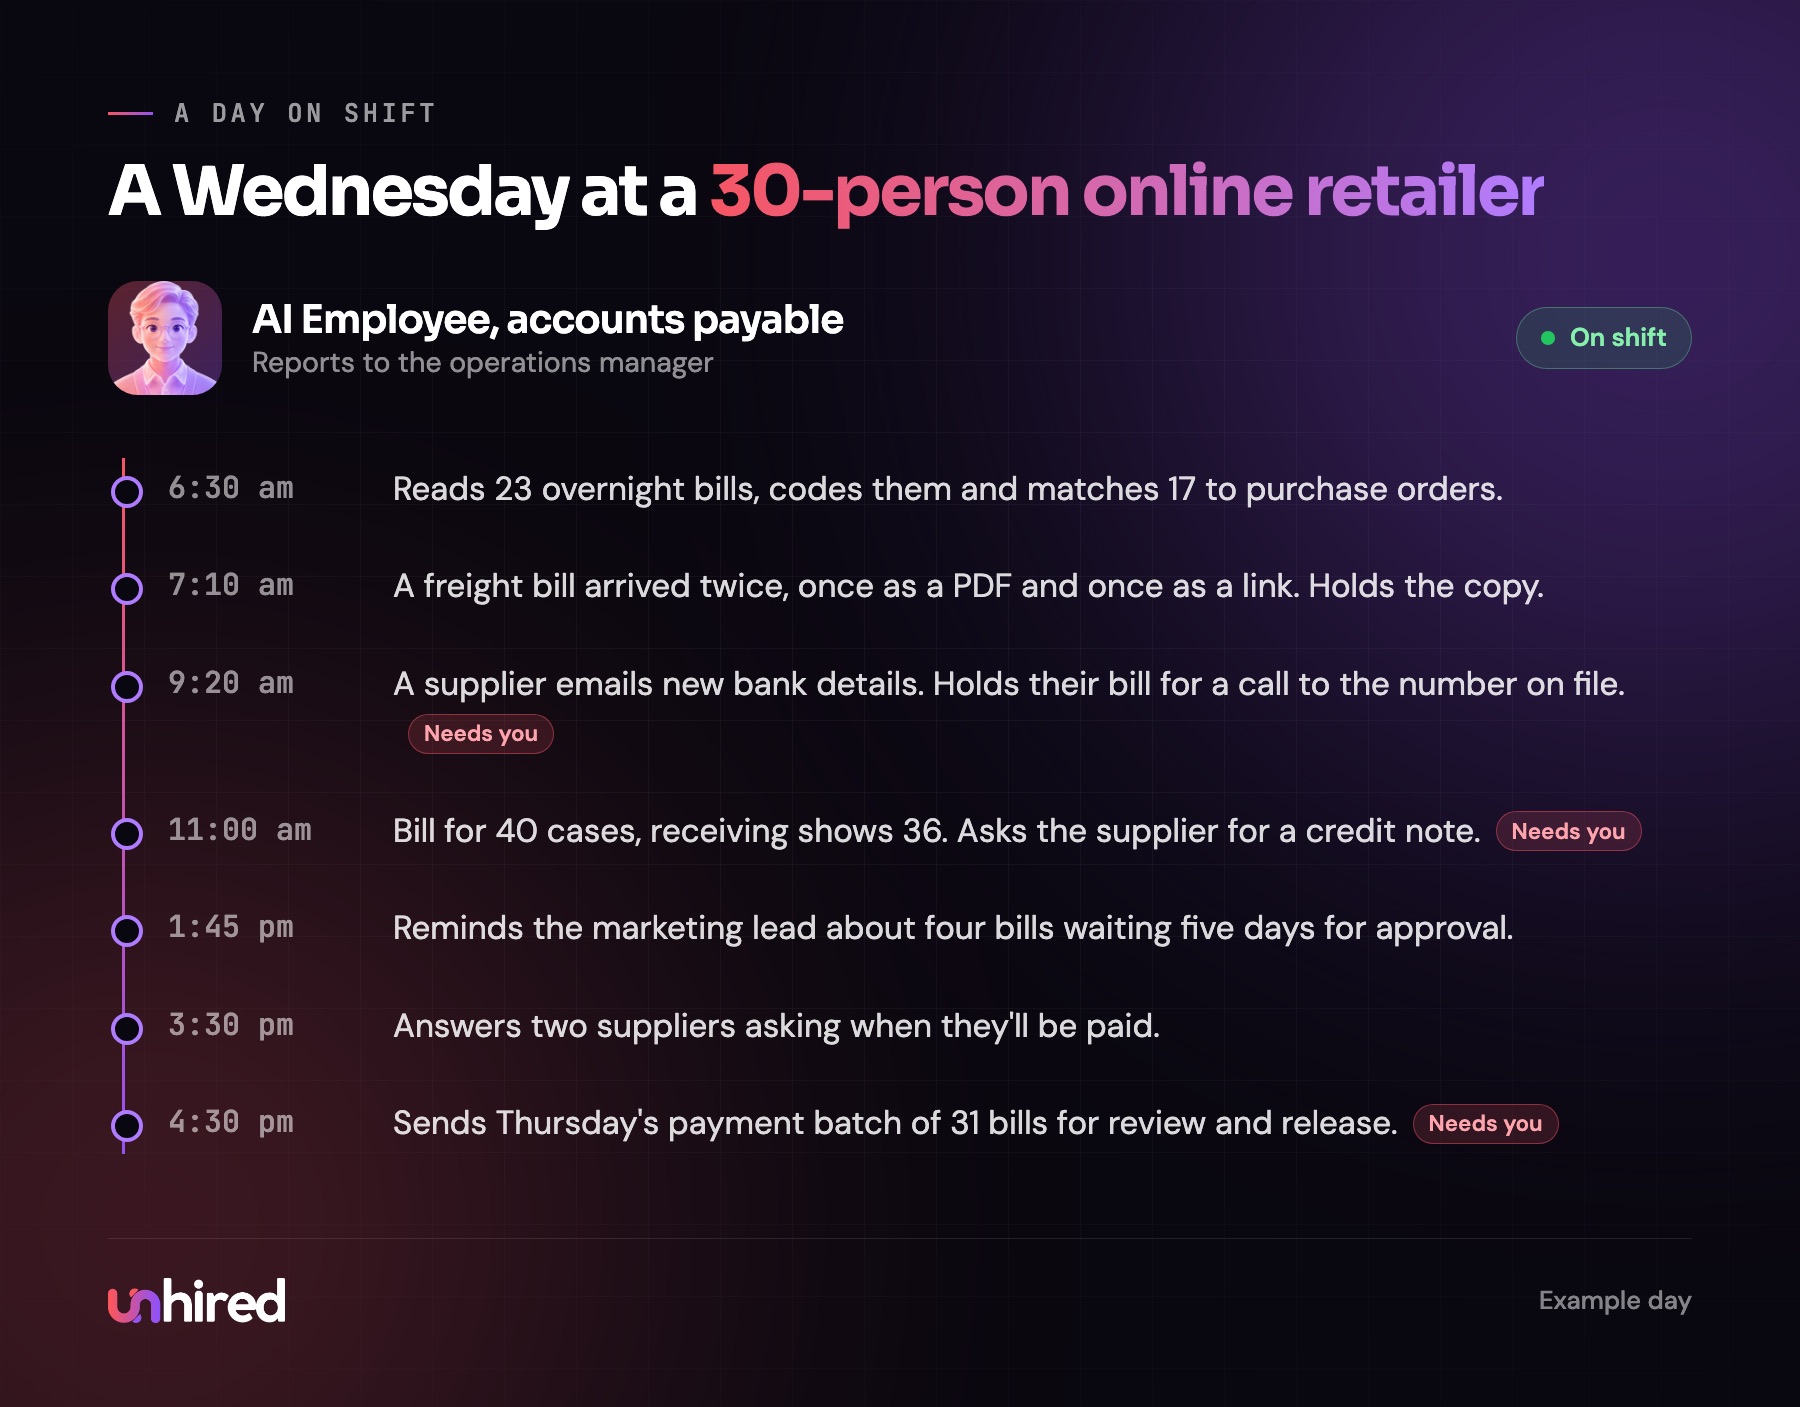 A DAY ON SHIFT
A Wednesday at a 30-person online retailer
AI Employee, accounts payable
Reports to the operations manager
On shift
6:30 am Reads 23 overnight bills, codes them and matches 17 to purchase orders.
7:10 am A freight bill arrived twice, once as a PDF and once as a link. Holds the copy.
9:20 am A supplier emails new bank details. Holds their bill for a call to the number on file.
Needs you
11:00 am Bill for 40 cases, receiving shows 36. Asks the supplier for a credit note. Needs you
1:45 pm Reminds the marketing lead about four bills waiting five days for approval.
3:30 pm Answers two suppliers asking when they'll be paid.
4:30 pm Sends Thursday's payment batch of 31 bills for review and release. Needs you
unhired
Example day